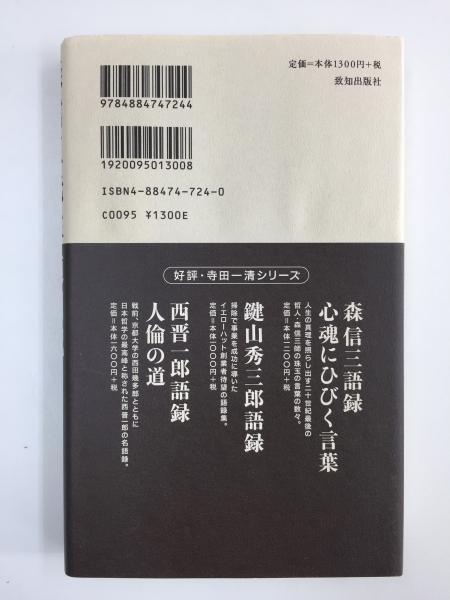 9784884747244
1920095013008
ISBN4-88474-724-0
C0095 ¥1300E
定価=本体1300円+税
致知出版社
好評・寺田一清シリーズ
森信三語録
心魂にひびく言葉
人生の真理を照らし出す二十世紀最後の
哲人・森信三師の珠玉の言葉の数々。
定価=本体一二〇〇円+税
鍵山秀三郎語録
掃除で事業を成功に導いた
イエローハット創業者待望の語録集。
定価=本体一〇〇〇円+税
西晋一郎語録
人倫の道
戦前、京都大学の西田幾多郎とともに
日本哲学の最高峰と称された西晋一郎の名語録。
定価=本体一六〇〇円+税